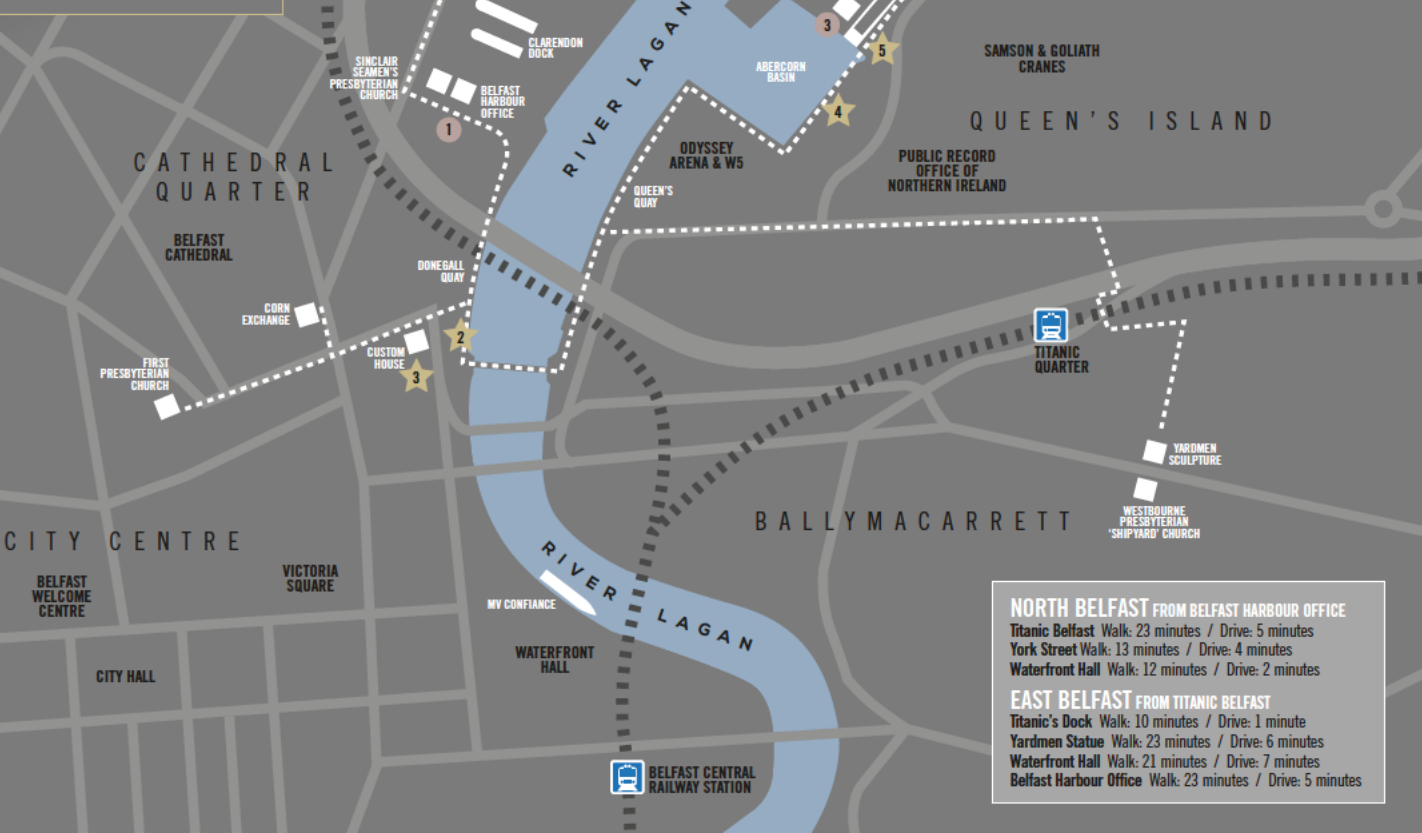 RIVER LAGAN
3
5
CLARENDON
DOCK
SAMSON & GOLIATH
CRANES
SINCLAIR
SEAMEN'S
PRESBYTERIAN
CHURCH
ABERCORN
BASIN
BELFAST
HARBOUR
OFFICE
4
QUEEN'S ISLAND
1
ODYSSEY
ARENA & W5
CATHEDRAL
QUARTER
PUBLIC RECORD
OFFICE OF
NORTHERN IRELAND
QUEEN'S
QUAY
BELFAST
CATHEDRAL
DONEGALL
QUAY
CORN
EXCHANGE
2
CUSTOM
HOUSE
3
FIRST
PRESBYTERIAN
CHURCH
TITANIC
QUARTER
YARDMEN
SCULPTURE
WESTBOURNE
PRESBYTERIAN
'SHIPYARD' CHURCH
BALLYMACARRETT
CITY CENTRE
VICTORIA
SQUARE
BELFAST
WELCOME
CENTRE
RIVER LAGAN
MV CONFIANCE
WATERFRONT
HALL
CITY HALL
BELFAST CENTRAL
RAILWAY STATION
NORTH BELFAST FROM BELFAST HARBOUR OFFICE
Titanic Belfast Walk: 23 minutes / Drive: 5 minutes
York Street Walk: 13 minutes / Drive: 4 minutes
Waterfront Hall Walk: 12 minutes / Drive: 2 minutes
EAST BELFAST FROM TITANIC BELFAST
Titanic's Dock Walk: 10 minutes / Drive: 1 minute
Yardmen Statue Walk: 23 minutes / Drive: 6 minutes
Waterfront Hall Walk: 21 minutes / Drive: 7 minutes
Belfast Harbour Office Walk: 23 minutes / Drive: 5 minutes